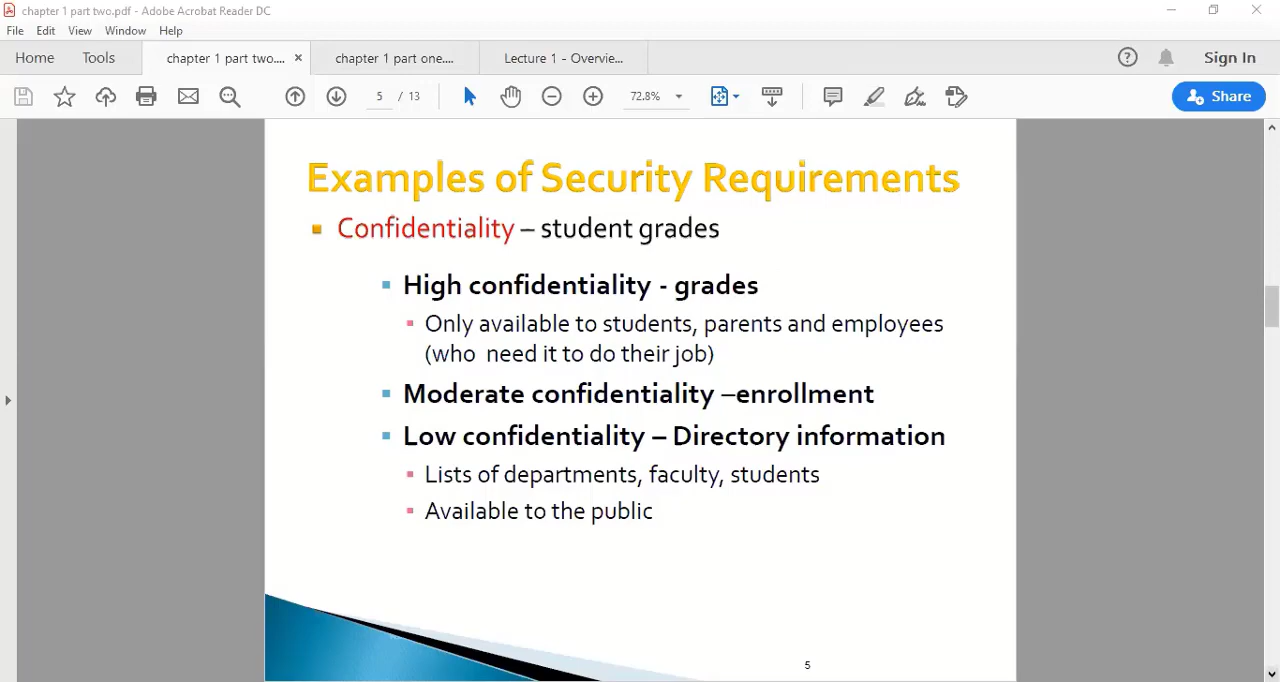 chapter 1 part two.pdf - Adobe Acrobat Reader DC
File Edit View Window Help
Home Tools chapter 1 part two.... × chapter 1 part one.... Lecture 1 - Overvie... Sign In
5 / 13 72.8% Share
Examples of Security Requirements
Confidentiality – student grades
High confidentiality - grades
Only available to students, parents and employees
(who need it to do their job)
Moderate confidentiality –enrollment
Low confidentiality – Directory information
Lists of departments, faculty, students
Available to the public
5